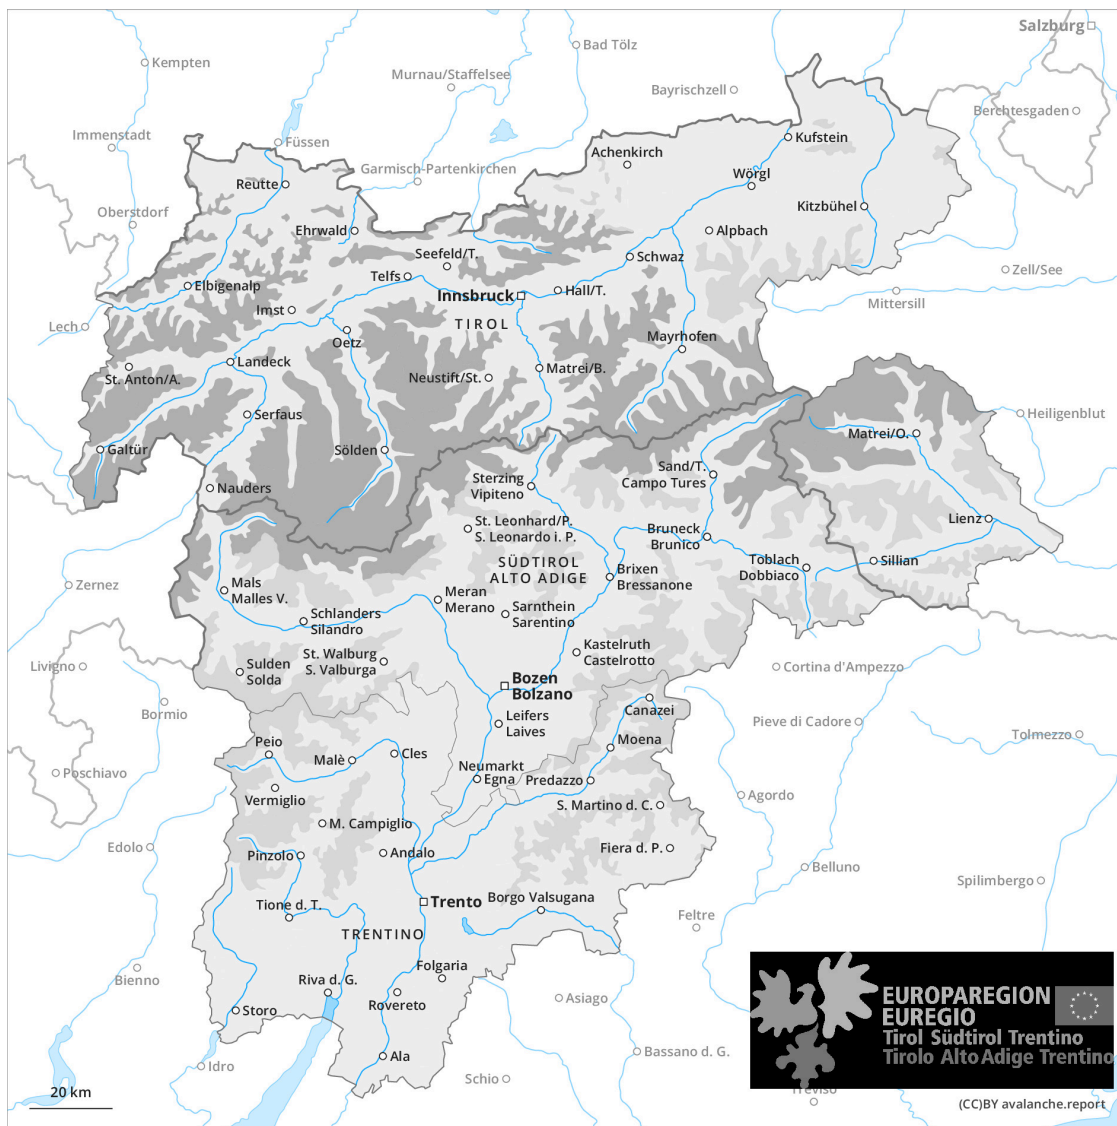 Salzburg
Kempten
Bad Tölz
Murnau/Staffelsee
Bayrischzell
Berchtesgaden
Immenstadt
Füssen
Kufstein
Achenkirch
Garmisch-Partenkirchen
Wörgl
Reutte
Oberstdorf
Kitzbühel
Ehrwald
Alpbach
Seefeld/T.
Schwaz
Telfs
Zell/See
Elbigenalp
Innsbruck
Hall/T.
Mittersill
Imst
Lech
TIROL
Oetz
Mayrhofen
Landeck
St. Anton/A.
Neustift/St.
Matrei/B.
Serfaus
Heiligenblut
Matrei/O.
Galtür
Sölden
Sand/T.
Campo Tures
Sterzing
Vipiteno
Nauders
Lienz
St. Leonhard/P.
S. Leonardo i. P.
Bruneck
Brunico
SÜDTIROL
ALTO ADIGE
Toblach
Dobbiaco
Sillian
Brixen
Bressanone
Zernez
Mals
Malles V.
Meran
Merano
Schlanders
Silandro
Sarnthein
Sarentino
Kastelruth
Castelrotto
St. Walburg
S. Valburga
Livigno
Sulden
Solda
Cortina d'Ampezzo
Bozen
Bolzano
Canazei
Bormio
Leifers
Laives
Pieve di Cadore
Tolmezzo
Moena
Peio
Cles
Malè
Poschiavo
Neumarkt
Egna
Predazzo
Vermiglio
Agordo
S. Martino d. C.
M. Campiglio
Edolo
Fiera d. P.
Pinzolo
Andalo
Belluno
Spilimbergo
Borgo Valsugana
Trento
Tione d. T.
Feltre
TRENTINO
Folgaria
Bienno
Riva d. G.
Rovereto
Asiago
Storo
EUROPAREGION
EUREGIO
Tirol Südtirol Trentino
Tirolo Alto Adige Trentino
Ala
Bassano d. G.
Idro
Schio
Treviso
20 km
(CC)BY avalanche.report